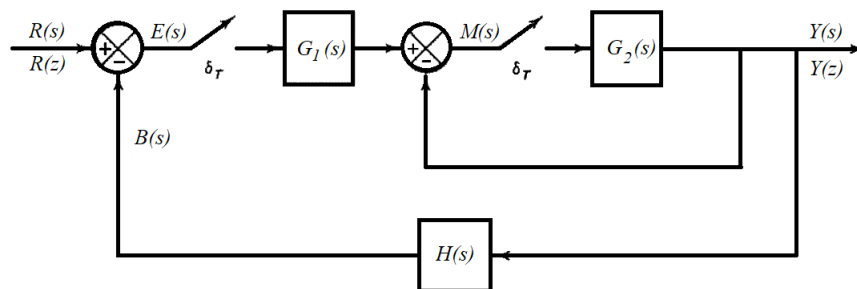 R(s)
R(z)
+
−
E(s)
δT
G1(s)
+
−
M(s)
δT
G2(s)
Y(s)
Y(z)
B(s)
H(s)